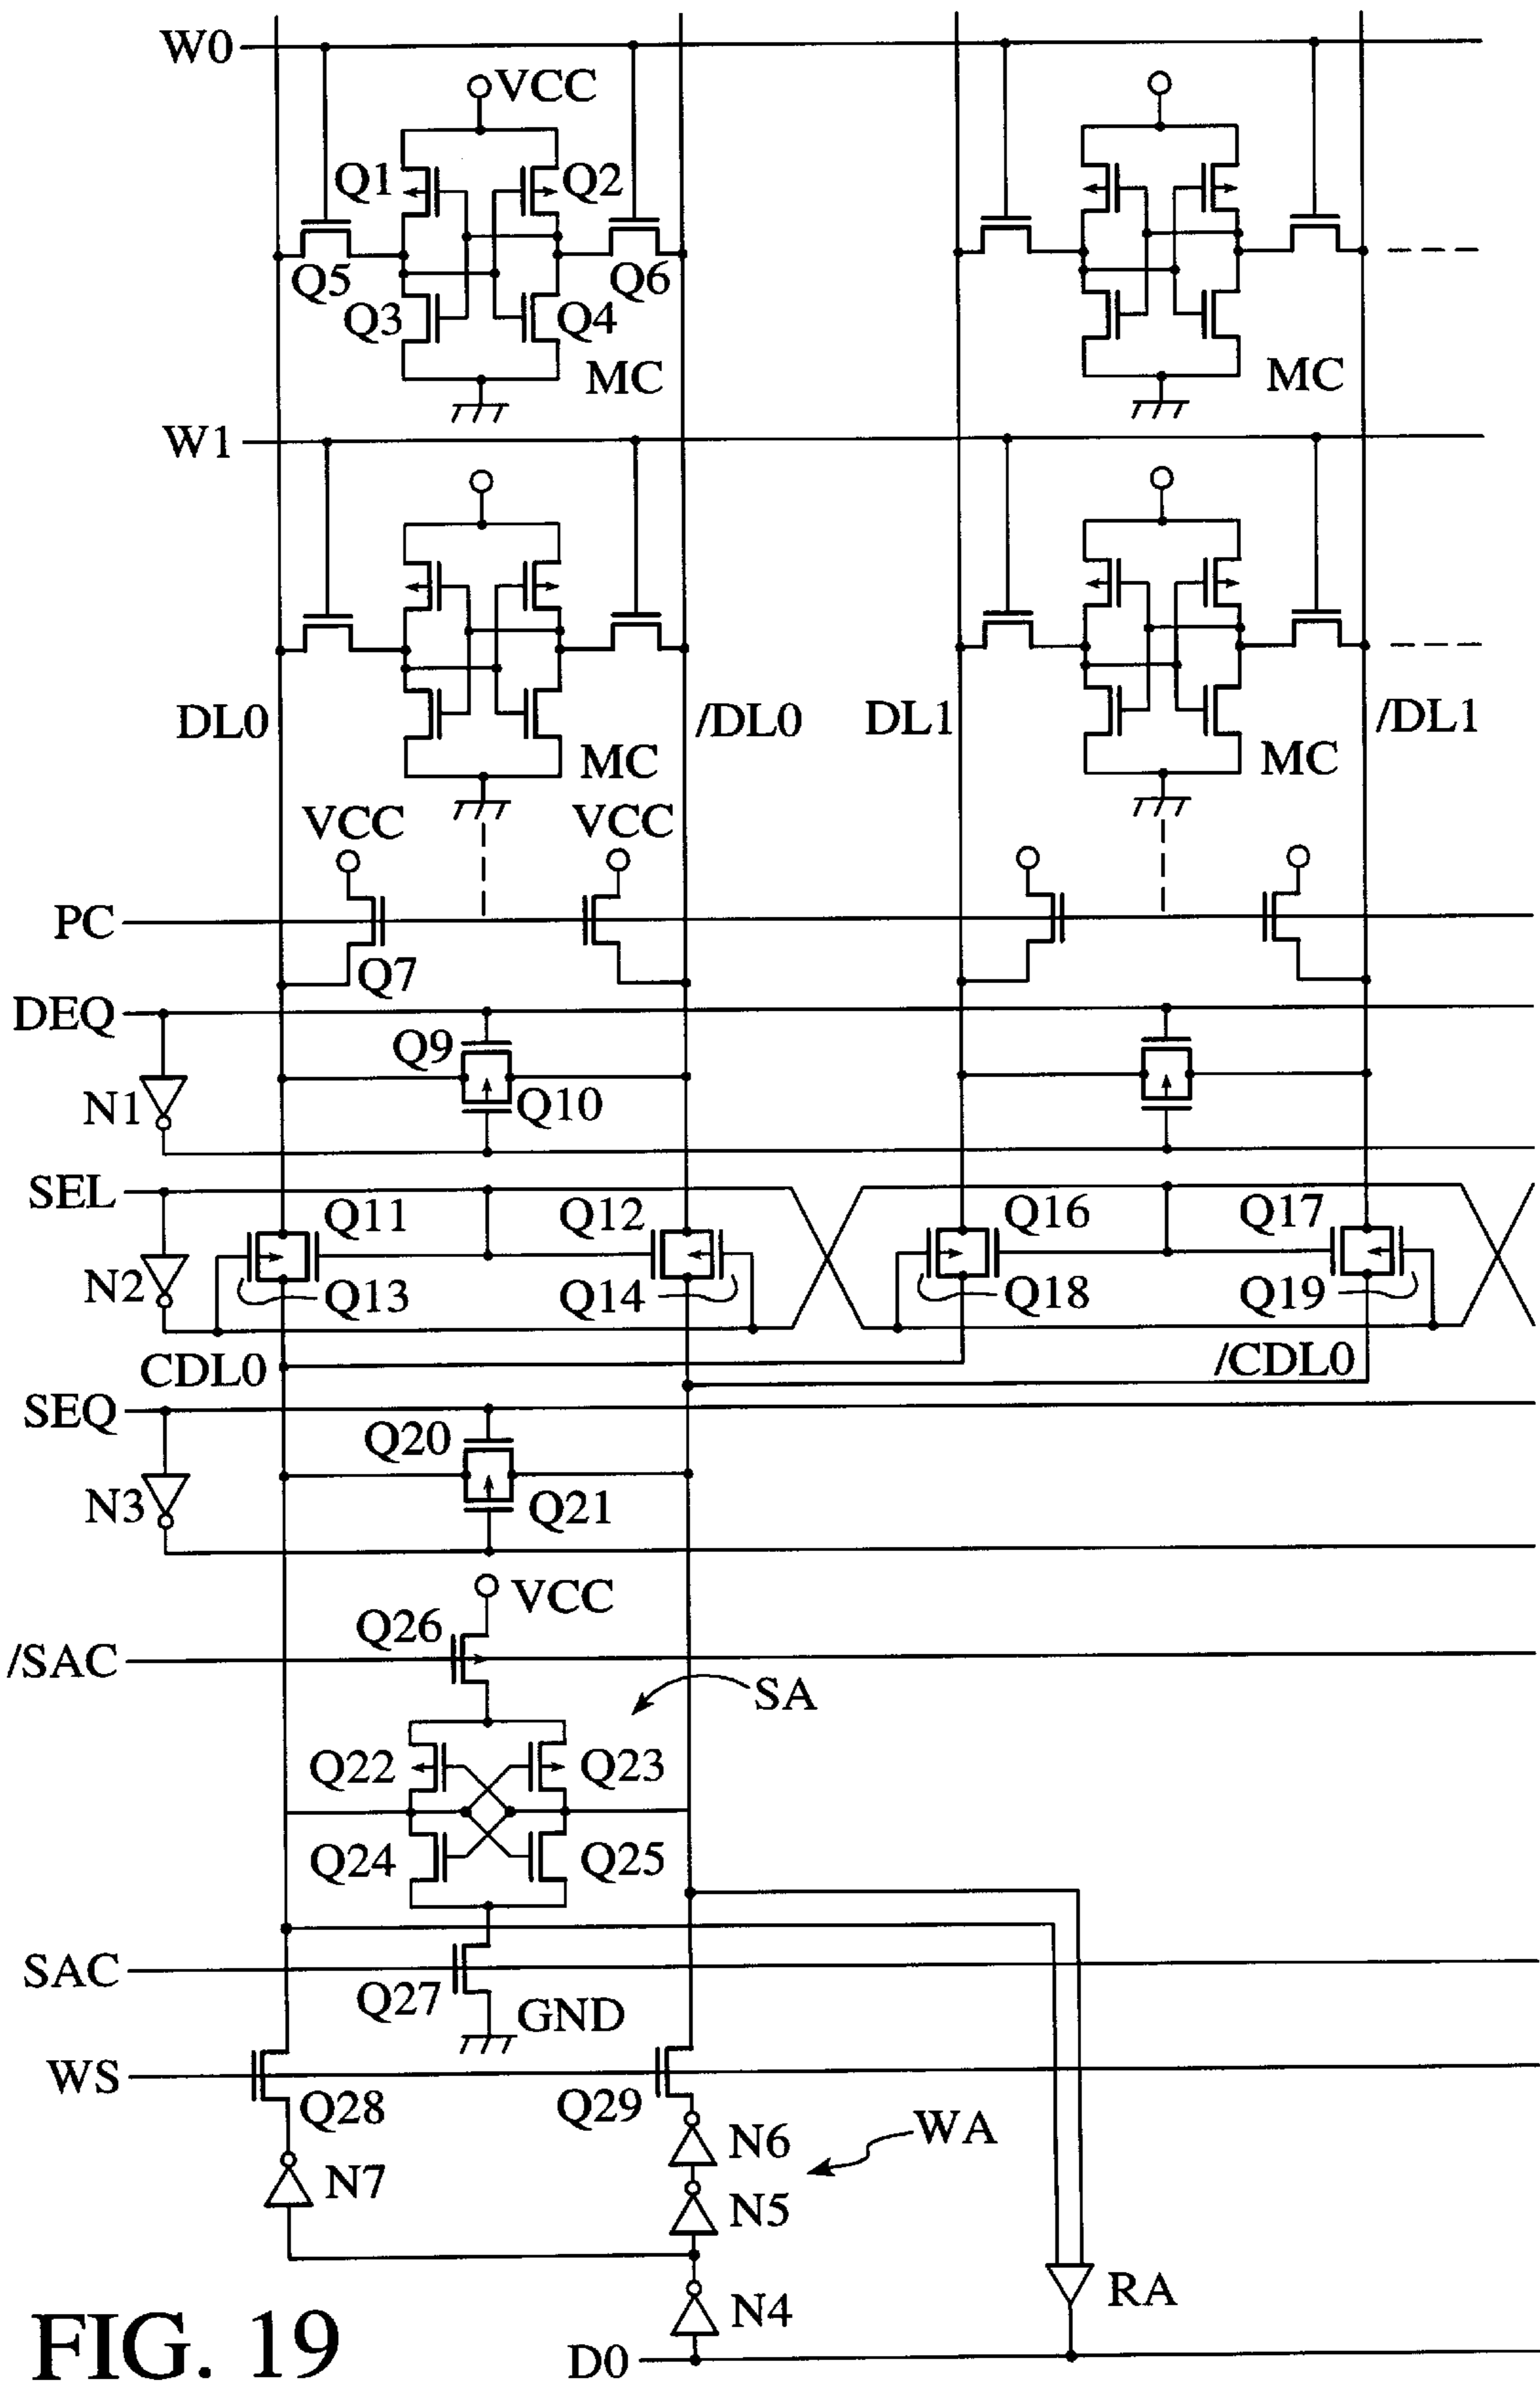 W0
VCC
Q1 Q2
Q5 Q6
Q3 Q4
MC MC
W1
DL0 /DL0 DL1 /DL1
MC MC
VCC VCC
PC
Q7
DEQ
Q9
N1 Q10
SEL
Q11 Q12 Q16 Q17
N2 Q13 Q14 Q18 Q19
CDL0 /CDL0
SEQ
Q20
N3 Q21
VCC
Q26
/SAC
SA
Q22 Q23
Q24 Q25
SAC
Q27 GND
WS
Q28 Q29
N6 WA
N7 N5
RA
N4
D0
FIG. 19